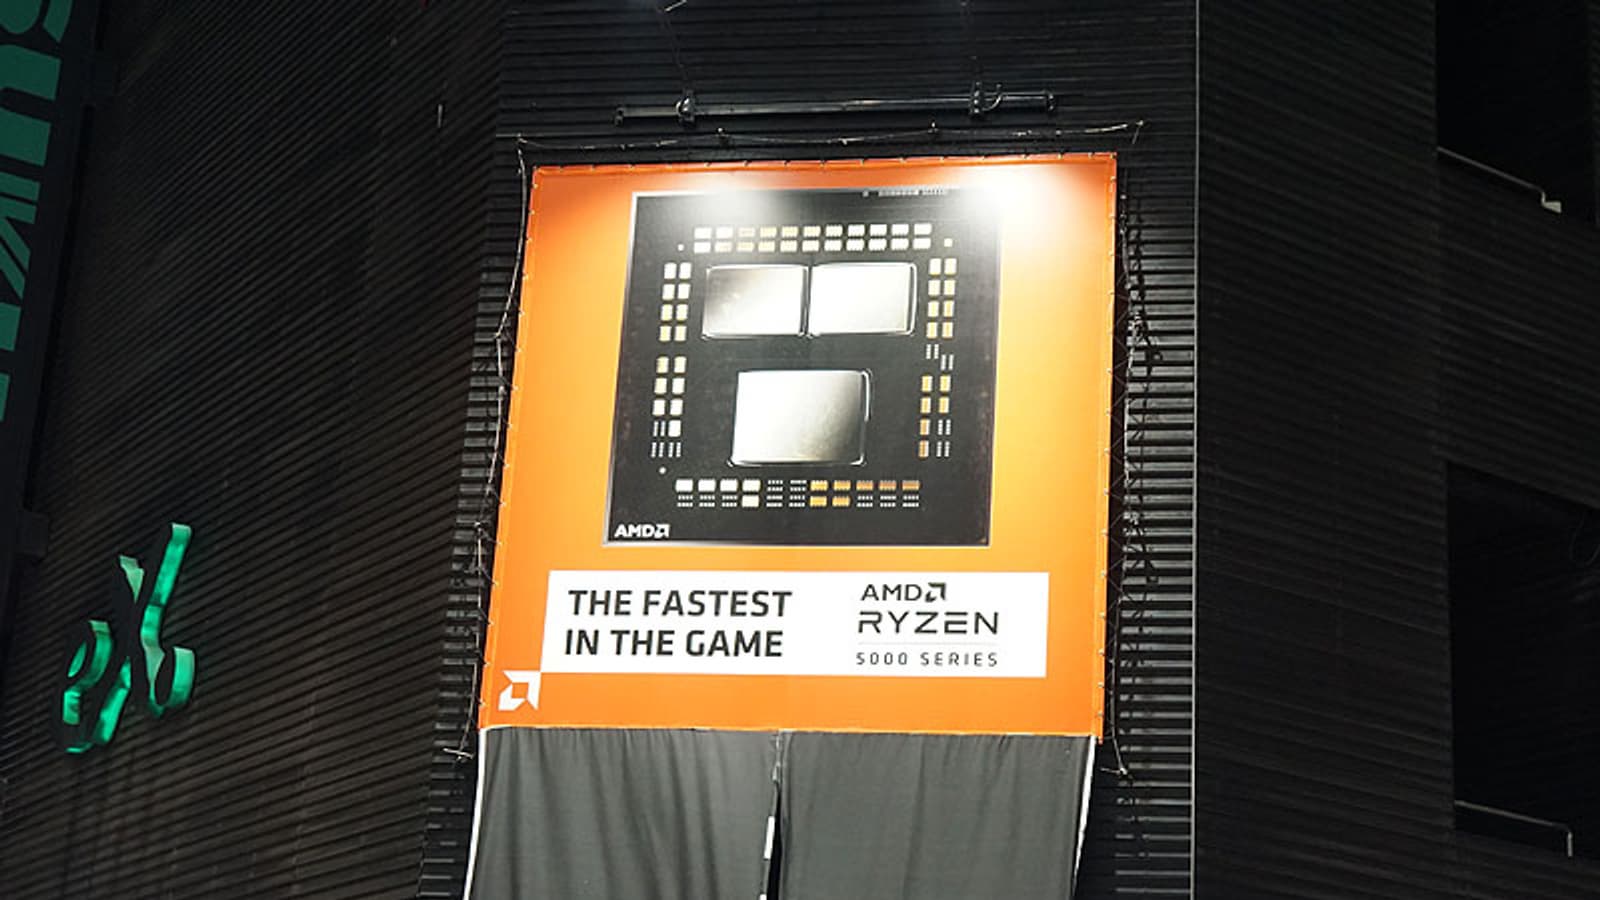 AMD
THE FASTEST
IN THE GAME
AMD
RYZEN
5000 SERIES